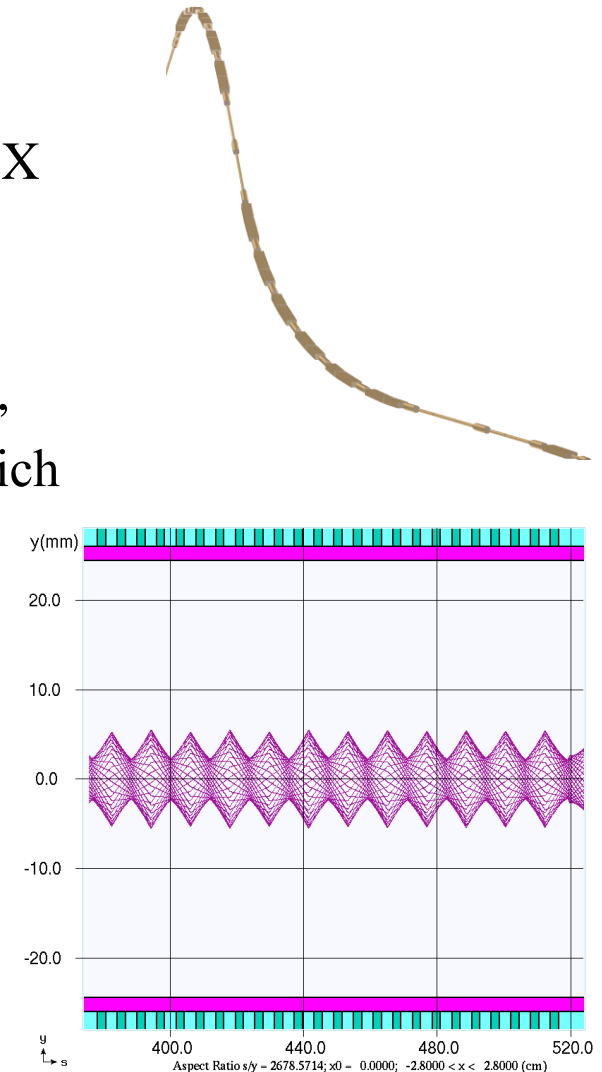 X
,
ich
y(mm)
20.0
10.0
0.0
-10.0
-20.0
y
s
400.0 440.0 480.0 520.0
Aspect Ratio s/y = 2678.5714; x0 = 0.0000; -2.8000 < x < 2.8000 (cm)